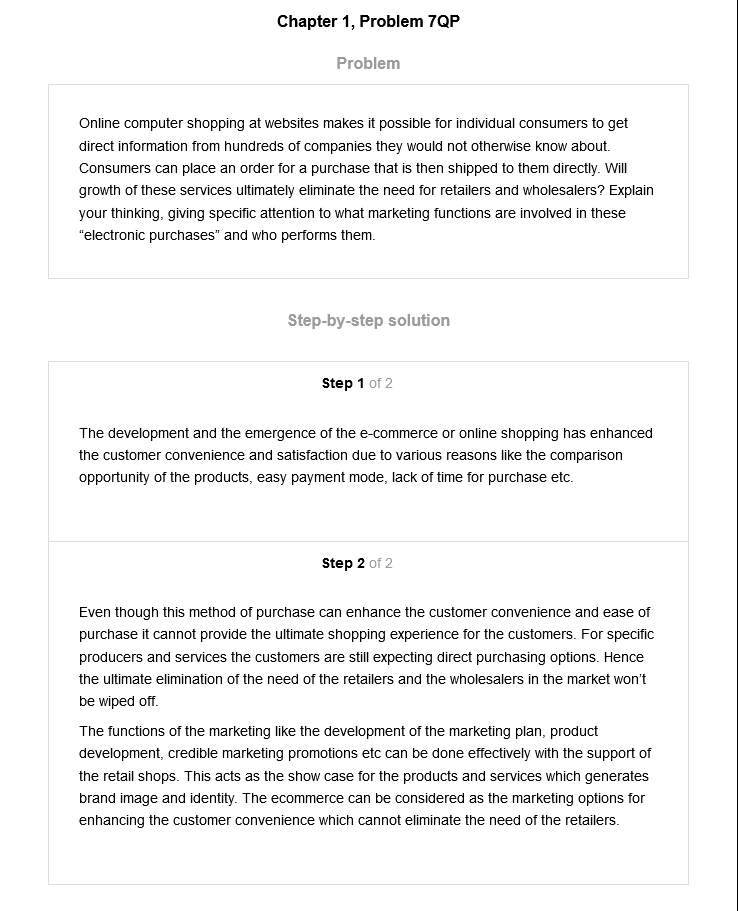 Chapter 1, Problem 7QP
Problem
Online computer shopping at websites makes it possible for individual consumers to get
direct information from hundreds of companies they would not otherwise know about.
Consumers can place an order for a purchase that is then shipped to them directly. Will
growth of these services ultimately eliminate the need for retailers and wholesalers? Explain
your thinking, giving specific attention to what marketing functions are involved in these
“electronic purchases” and who performs them.
Step-by-step solution
Step 1 of 2
The development and the emergence of the e-commerce or online shopping has enhanced
the customer convenience and satisfaction due to various reasons like the comparison
opportunity of the products, easy payment mode, lack of time for purchase etc.
Step 2 of 2
Even though this method of purchase can enhance the customer convenience and ease of
purchase it cannot provide the ultimate shopping experience for the customers. For specific
producers and services the customers are still expecting direct purchasing options. Hence
the ultimate elimination of the need of the retailers and the wholesalers in the market won’t
be wiped off.
The functions of the marketing like the development of the marketing plan, product
development, credible marketing promotions etc can be done effectively with the support of
the retail shops. This acts as the show case for the products and services which generates
brand image and identity. The ecommerce can be considered as the marketing options for
enhancing the customer convenience which cannot eliminate the need of the retailers.